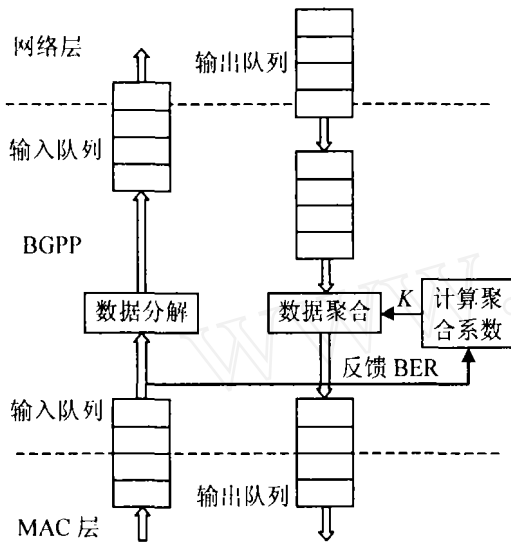 网络层
输出队列
输入队列
BGPP
数据分解
数据聚合
K
计算聚
合系数
反馈 BER
输入队列
输出队列
MAC 层
WWW.